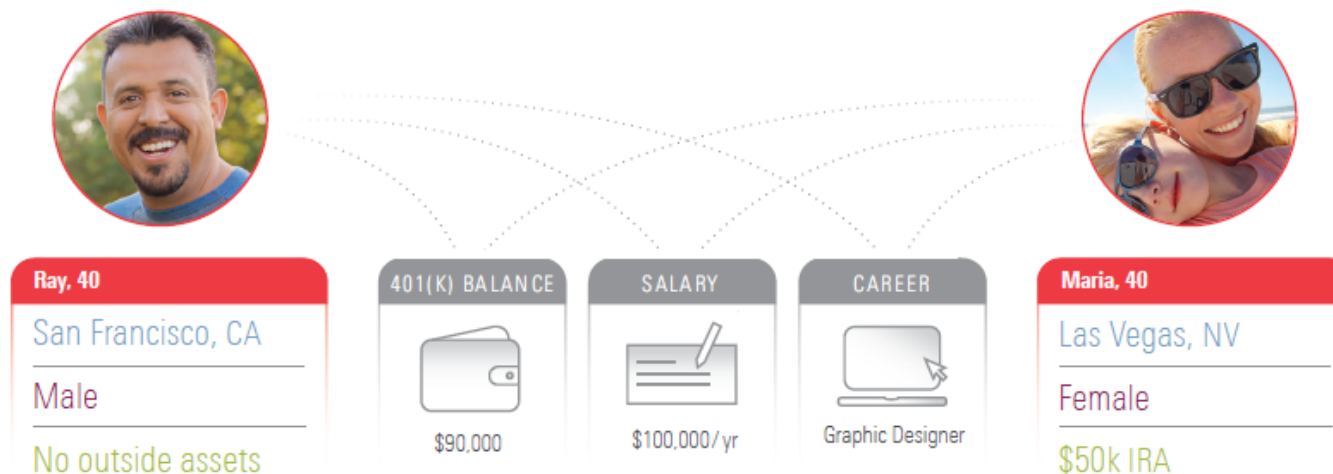 Ray, 40
San Francisco, CA
Male
No outside assets
401(K) BALANCE
$90,000
SALARY
$100,000/yr
CAREER
Graphic Designer
Maria, 40
Las Vegas, NV
Female
$50k IRA